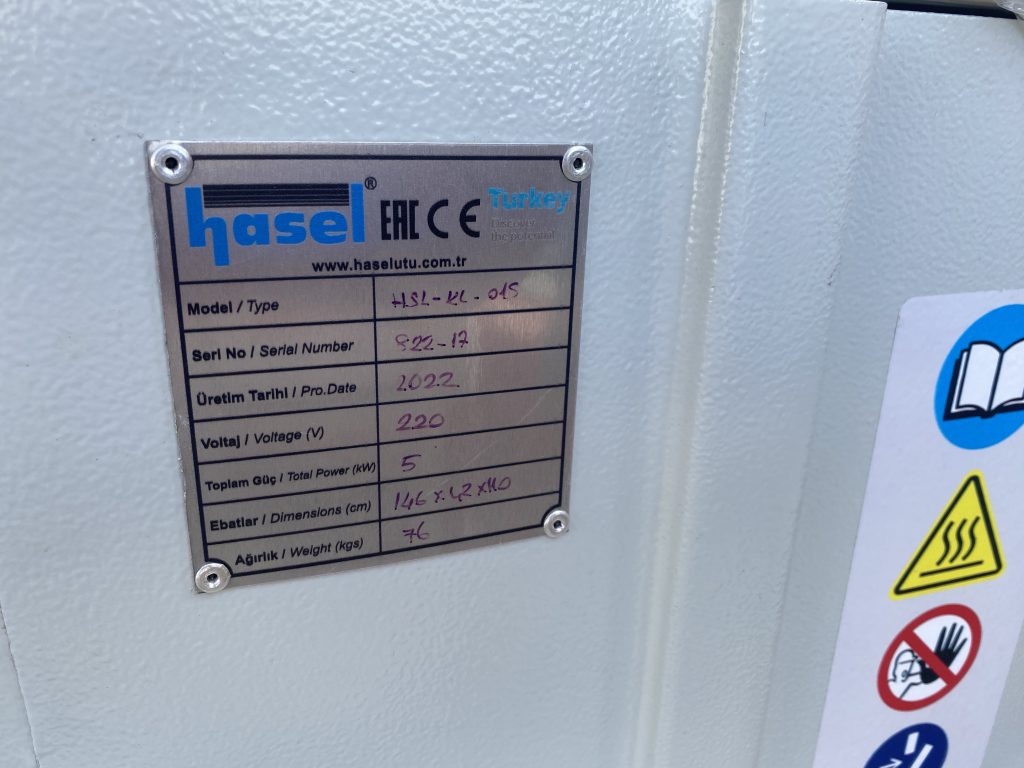 hasel® EAC CE Turkey
Discover
the potential
www.haselutu.com.tr
Model / Type HSL-KL-01S
Seri No / Serial Number 822-17
Üretim Tarihi / Pro.Date 2022
Voltaj / Voltage (V) 220
Toplam Güç / Total Power (kW) 5
Ebatlar / Dimensions (cm) 146x42x110
Ağırlık / Weight (kgs) 76